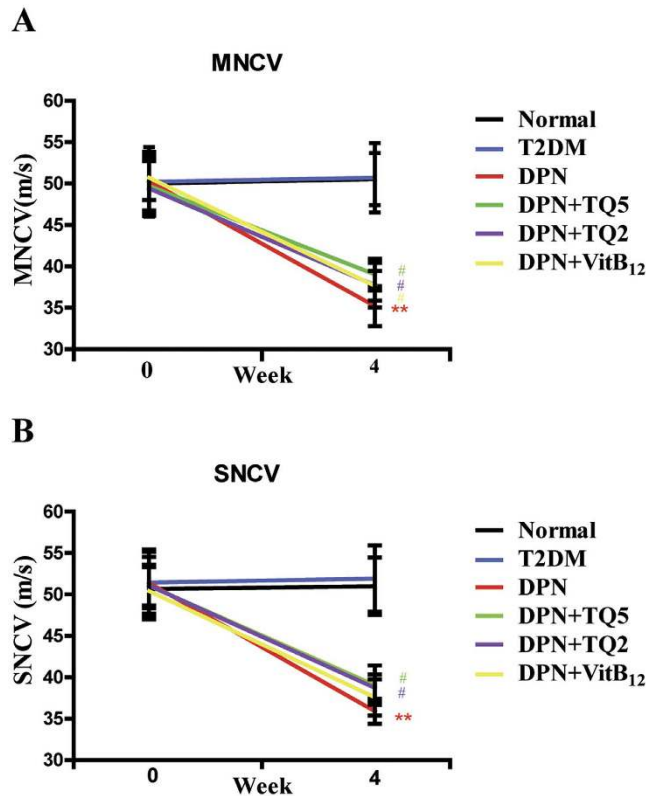 A
MNCV
60
55
50
45
40
35
30
MNCV(m/s)
0
4
Week
#
#
#
**
Normal
T2DM
DPN
DPN+TQ5
DPN+TQ2
DPN+VitB₁₂
B
SNCV
60
55
50
45
40
35
30
SNCV (m/s)
0
4
Week
#
#
**
Normal
T2DM
DPN
DPN+TQ5
DPN+TQ2
DPN+VitB₁₂